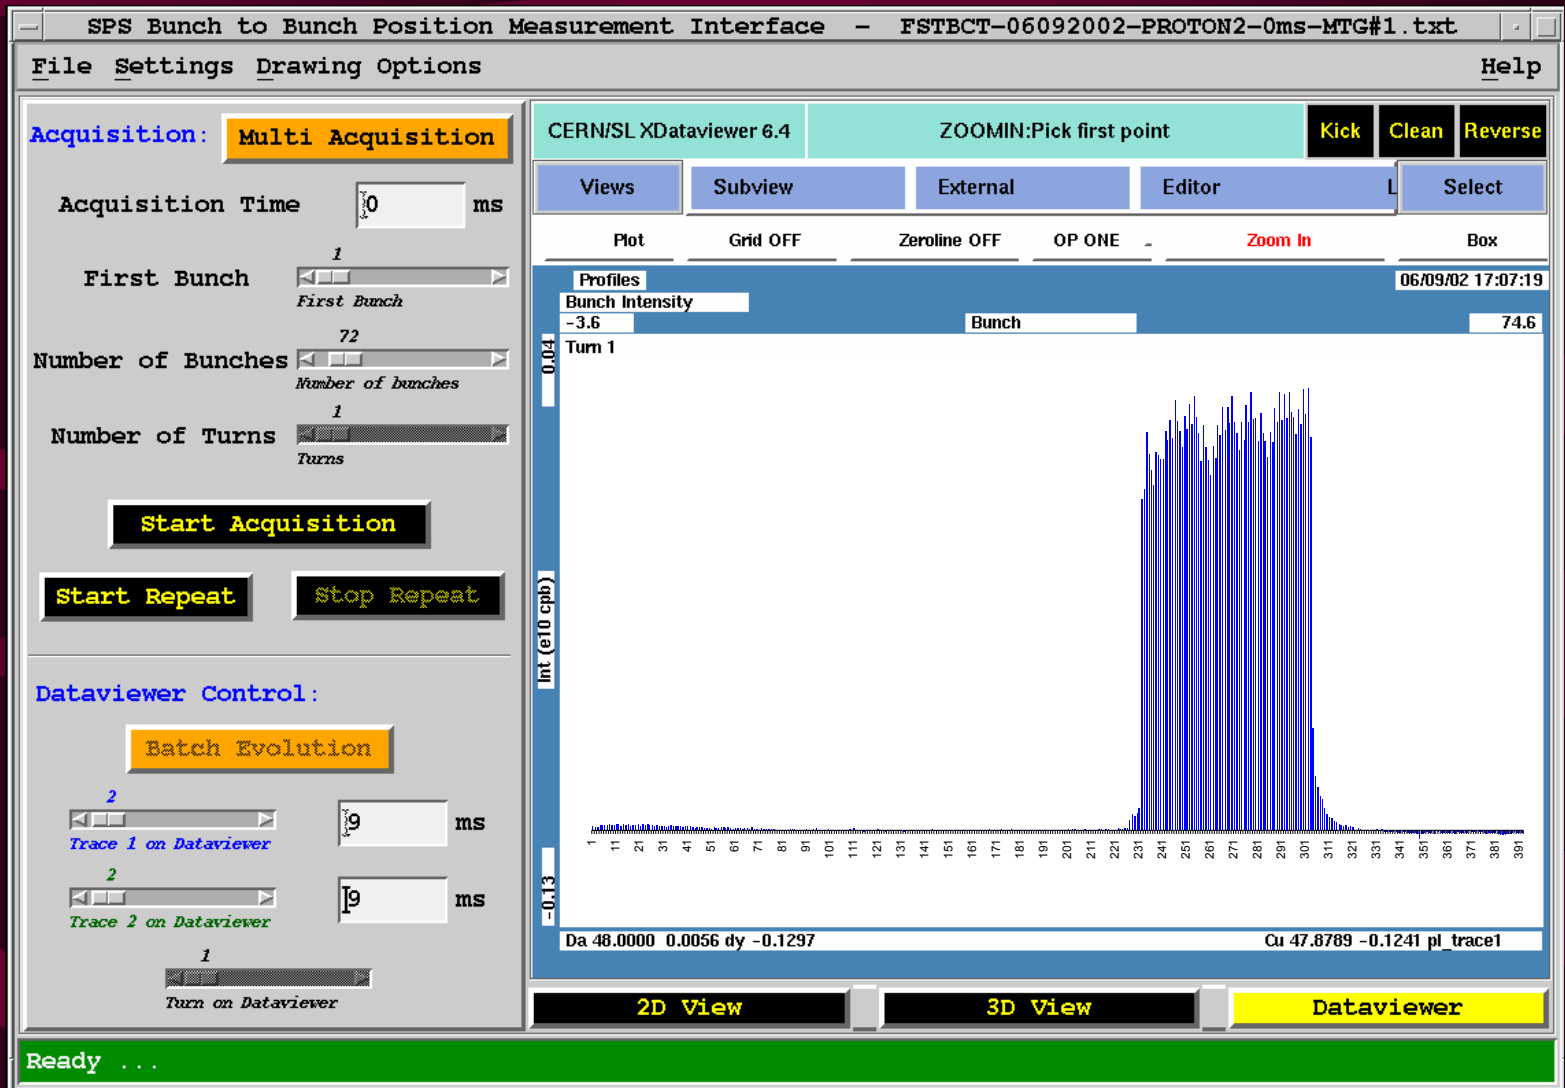 SPS Bunch to Bunch Position Measurement Interface — FSTBCT-06092002-PROTON2-0ms-MTG#1.txt
File Settings Drawing Options Help
Acquisition: Multi Acquisition
Acquisition Time 0 ms
1
First Bunch
First Bunch
72
Number of Bunches
Number of bunches
1
Number of Turns
Turns
Start Acquisition
Start Repeat Stop Repeat
Dataviewer Control:
Batch Evolution
2
9 ms
Trace 1 on Dataviewer
2
9 ms
Trace 2 on Dataviewer
1
Turn on Dataviewer
CERN/SL XDataviewer 6.4 ZOOMIN:Pick first point Kick Clean Reverse
Views Subview External Editor L Select
Plot Grid OFF Zeroline OFF OP ONE Zoom In Box
Profiles 06/09/02 17:07:19
Bunch Intensity
-3.6 Bunch 74.6
Turn 1
0.04
Int (e10 cpb)
-0.13
1 11 21 31 41 51 61 71 81 91 101 111 121 131 141 151 161 171 181 191 201 211 221 231 241 251 261 271 281 291 301 311 321 331 341 351 361 371 381 391
Da 48.0000 0.0056 dy -0.1297 Cu 47.8789 -0.1241 pl_trace1
2D View 3D View Dataviewer
Ready ...